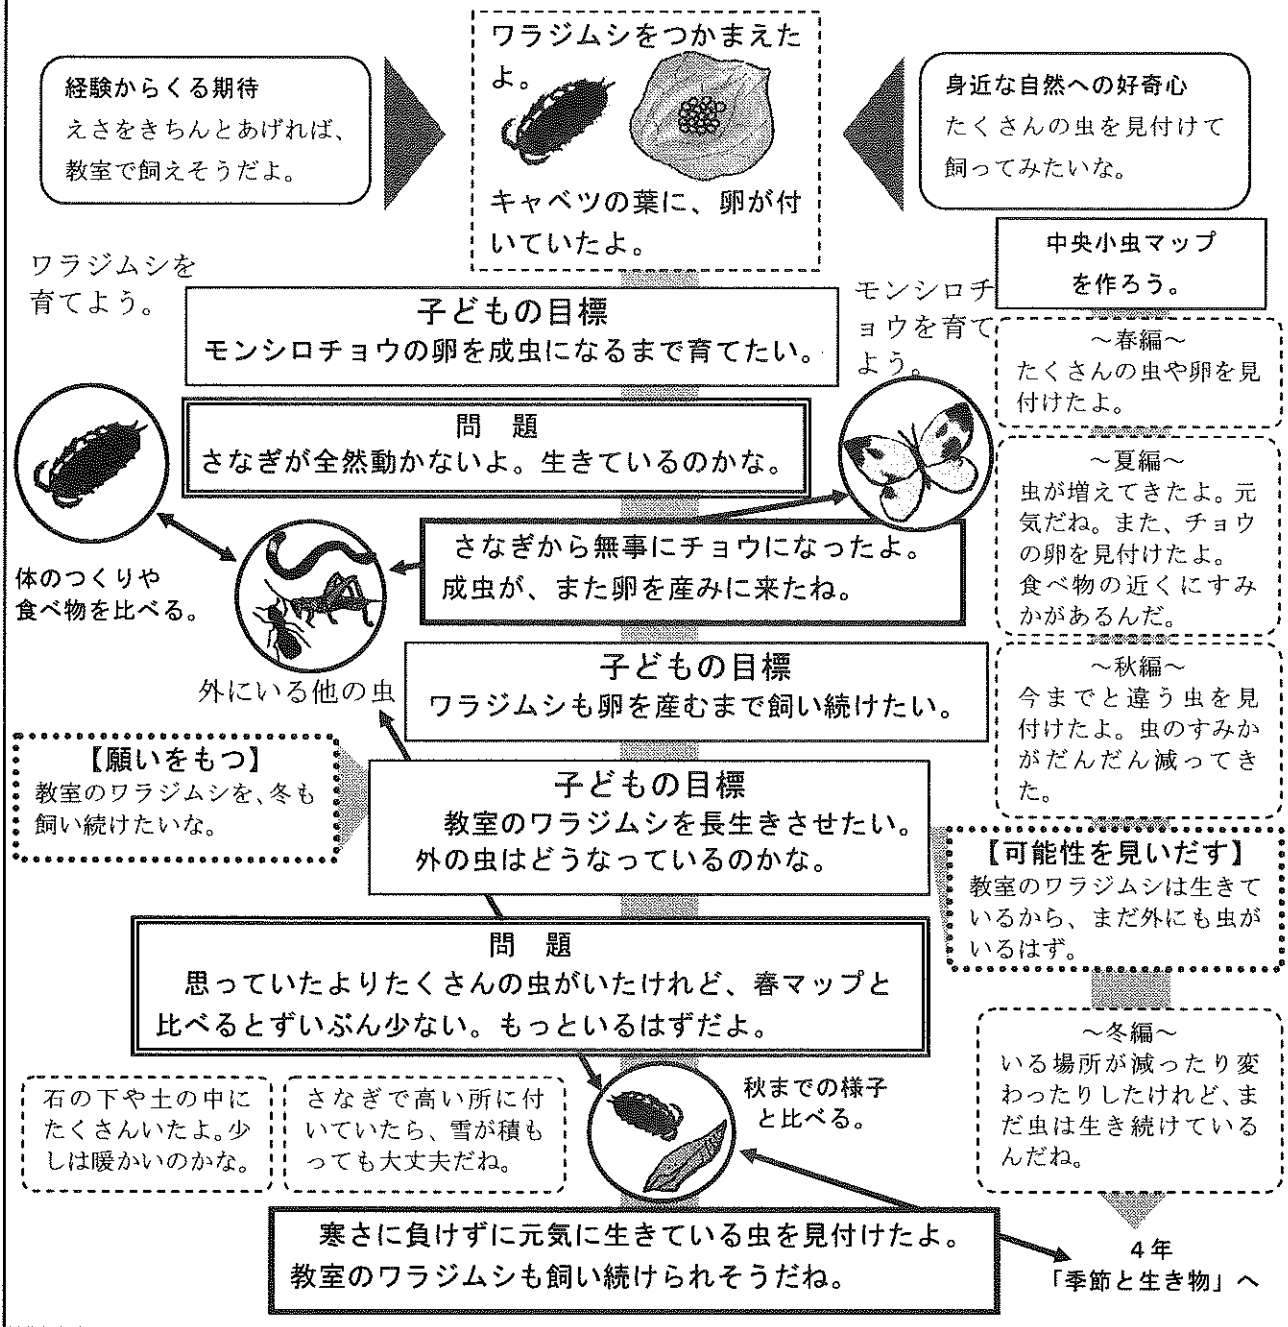 ワラジムシをつかまえた
よ。
キャベツの葉に、卵が付
いていたよ。
経験からくる期待
えさをきちんとあげれば、
教室で飼えそうだよ。
身近な自然への好奇心
たくさんの虫を見付けて
飼ってみたいな。
ワラジムシを
育てよう。
子どもの目標
モンシロチョウの卵を成虫になるまで育てたい。
モンシロチ
ョウを育て
よう。
中央小虫マップ
を作ろう。
～春編～
たくさんの虫や卵を見
付けたよ。
問 題
さなぎが全然動かないよ。生きているのかな。
～夏編～
虫が増えてきたよ。元
気だね。また、チョウ
の卵を見付けたよ。
食べ物の近くにすみ
かがあるんだ。
さなぎから無事にチョウになったよ。
成虫が、また卵を産みに来たね。
体のつくりや
食べ物を比べる。
外にいる他の虫
子どもの目標
ワラジムシも卵を産むまで飼い続けたい。
～秋編～
今までと違う虫を見
付けたよ。虫のすみか
がだんだん減ってき
た。
【願いをもつ】
教室のワラジムシを、冬も
飼い続けたいな。
子どもの目標
教室のワラジムシを長生きさせたい。
外の虫はどうなっているのかな。
【可能性を見いだす】
教室のワラジムシは生きて
いるから、まだ外にも虫が
いるはず。
問 題
思っていたよりたくさんの虫がいたけれど、春マップと
比べるとずいぶん少ない。もっといるはずだよ。
～冬編～
いる場所が減ったり変
わったりしたけれど、ま
だ虫は生き続けている
んだね。
石の下や土の中に
たくさんいたよ。少
しは暖かいのかな。
さなぎで高い所に付
いていたら、雪が積も
っても大丈夫だね。
秋までの様子
と比べる。
寒さに負けずに元気に生きている虫を見付けたよ。
教室のワラジムシも飼い続けられそうだね。
４年
「季節と生き物」へ